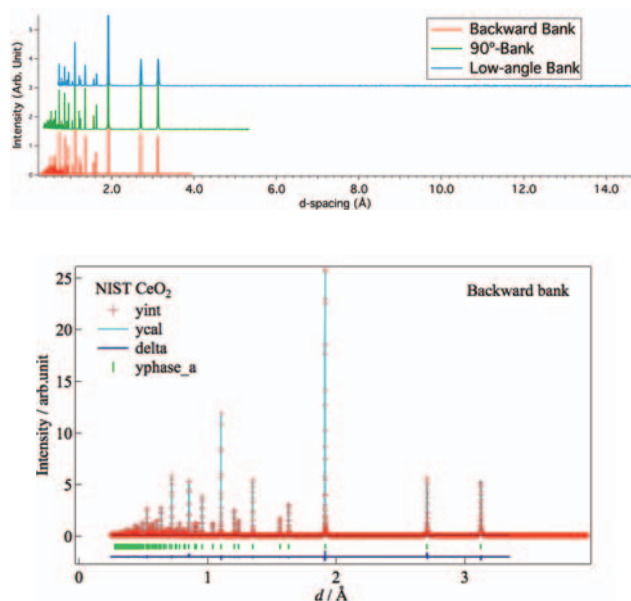 Intensity (Arb. Unit)
5
4
3
2
1
0
Backward Bank
90°-Bank
Low-angle Bank
2.0
4.0
6.0
8.0
10.0
12.0
14.0
d-spacing (Å)
Intensity / arb.unit
25
20
15
10
5
0
NIST CeO₂
yint
ycal
delta
yphase_a
Backward bank
0
1
2
3
d / Å